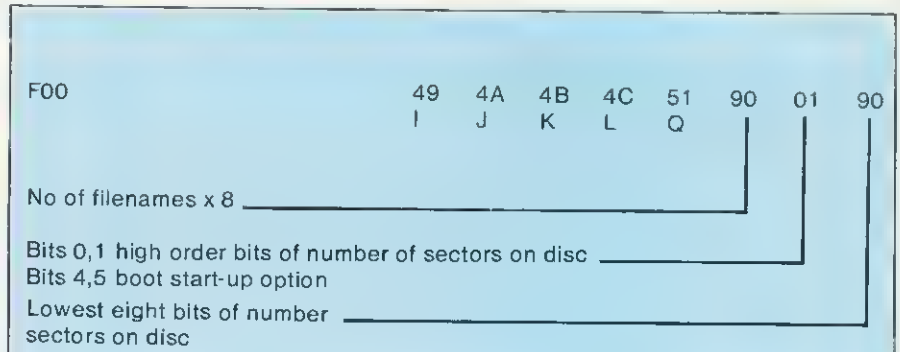 F00 49 4A 4B 4C 51 90 01 90
I J K L Q
No of filenames x 8
Bits 0,1 high order bits of number of sectors on disc
Bits 4,5 boot start-up option
Lowest eight bits of number
sectors on disc